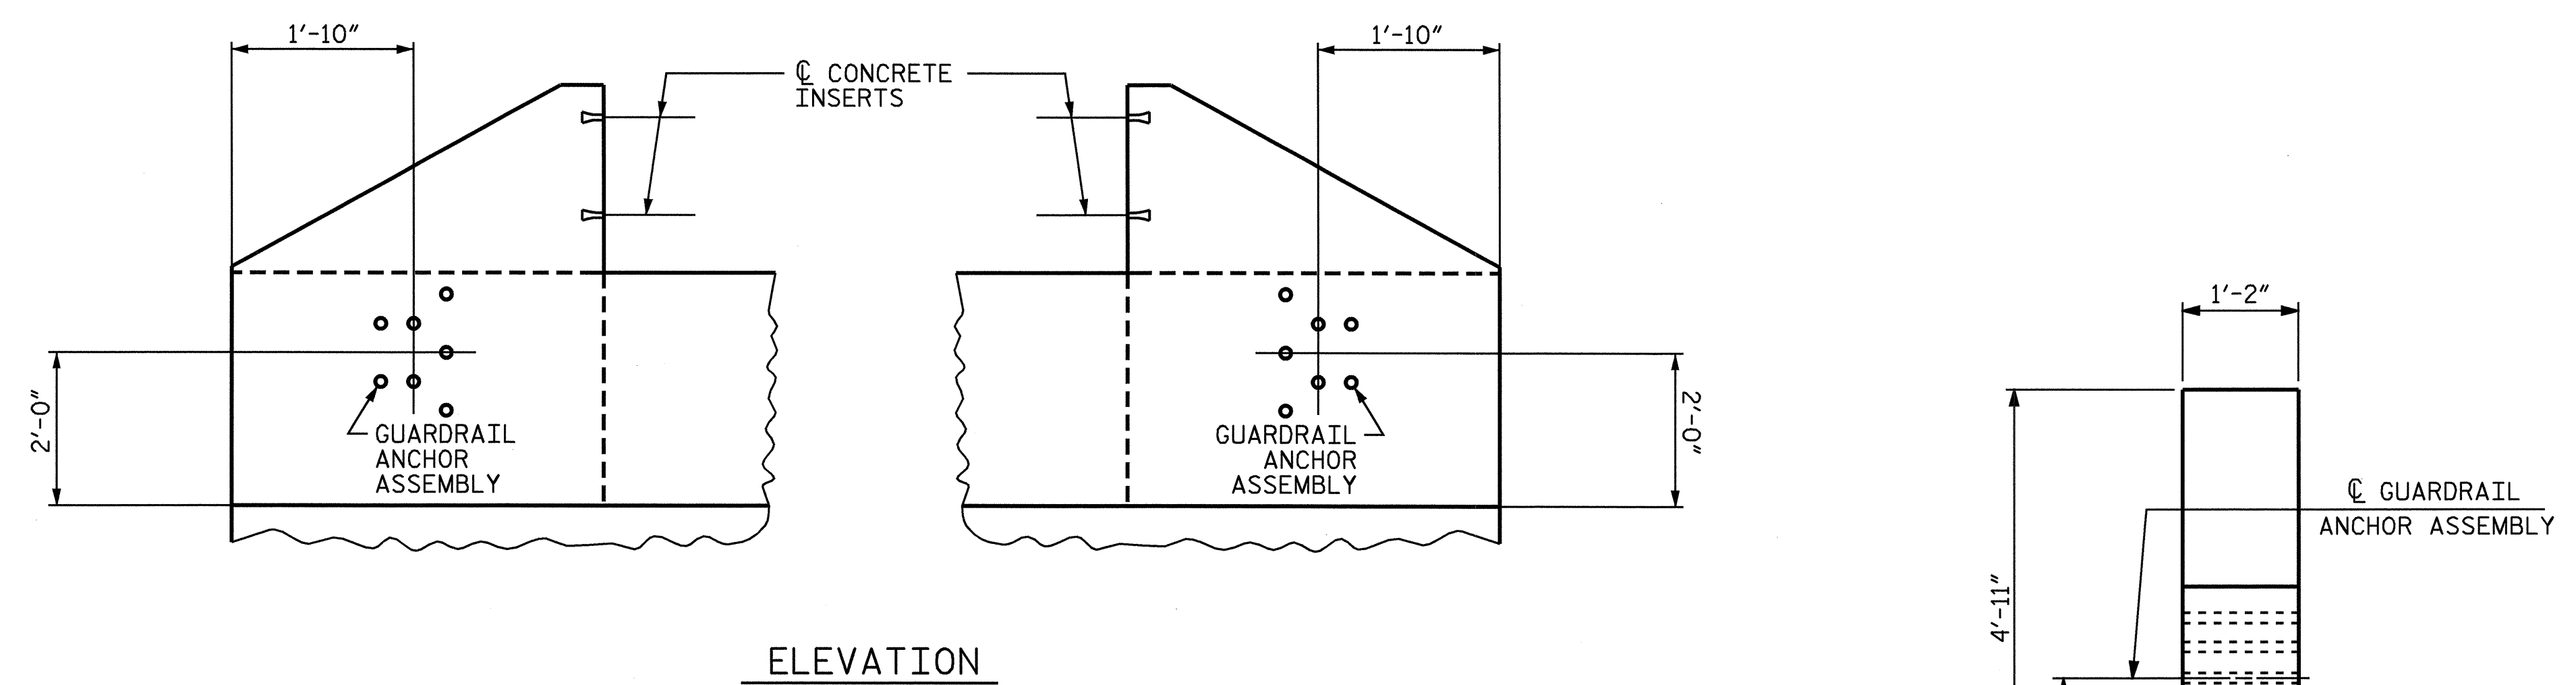 1'-10"
1'-10"
℄ CONCRETE
INSERTS
2'-0"
GUARDRAIL
ANCHOR
ASSEMBLY
GUARDRAIL
ANCHOR
ASSEMBLY
2'-0"
ELEVATION
1'-2"
4'-11"
℄ GUARDRAIL
ANCHOR ASSEMBLY